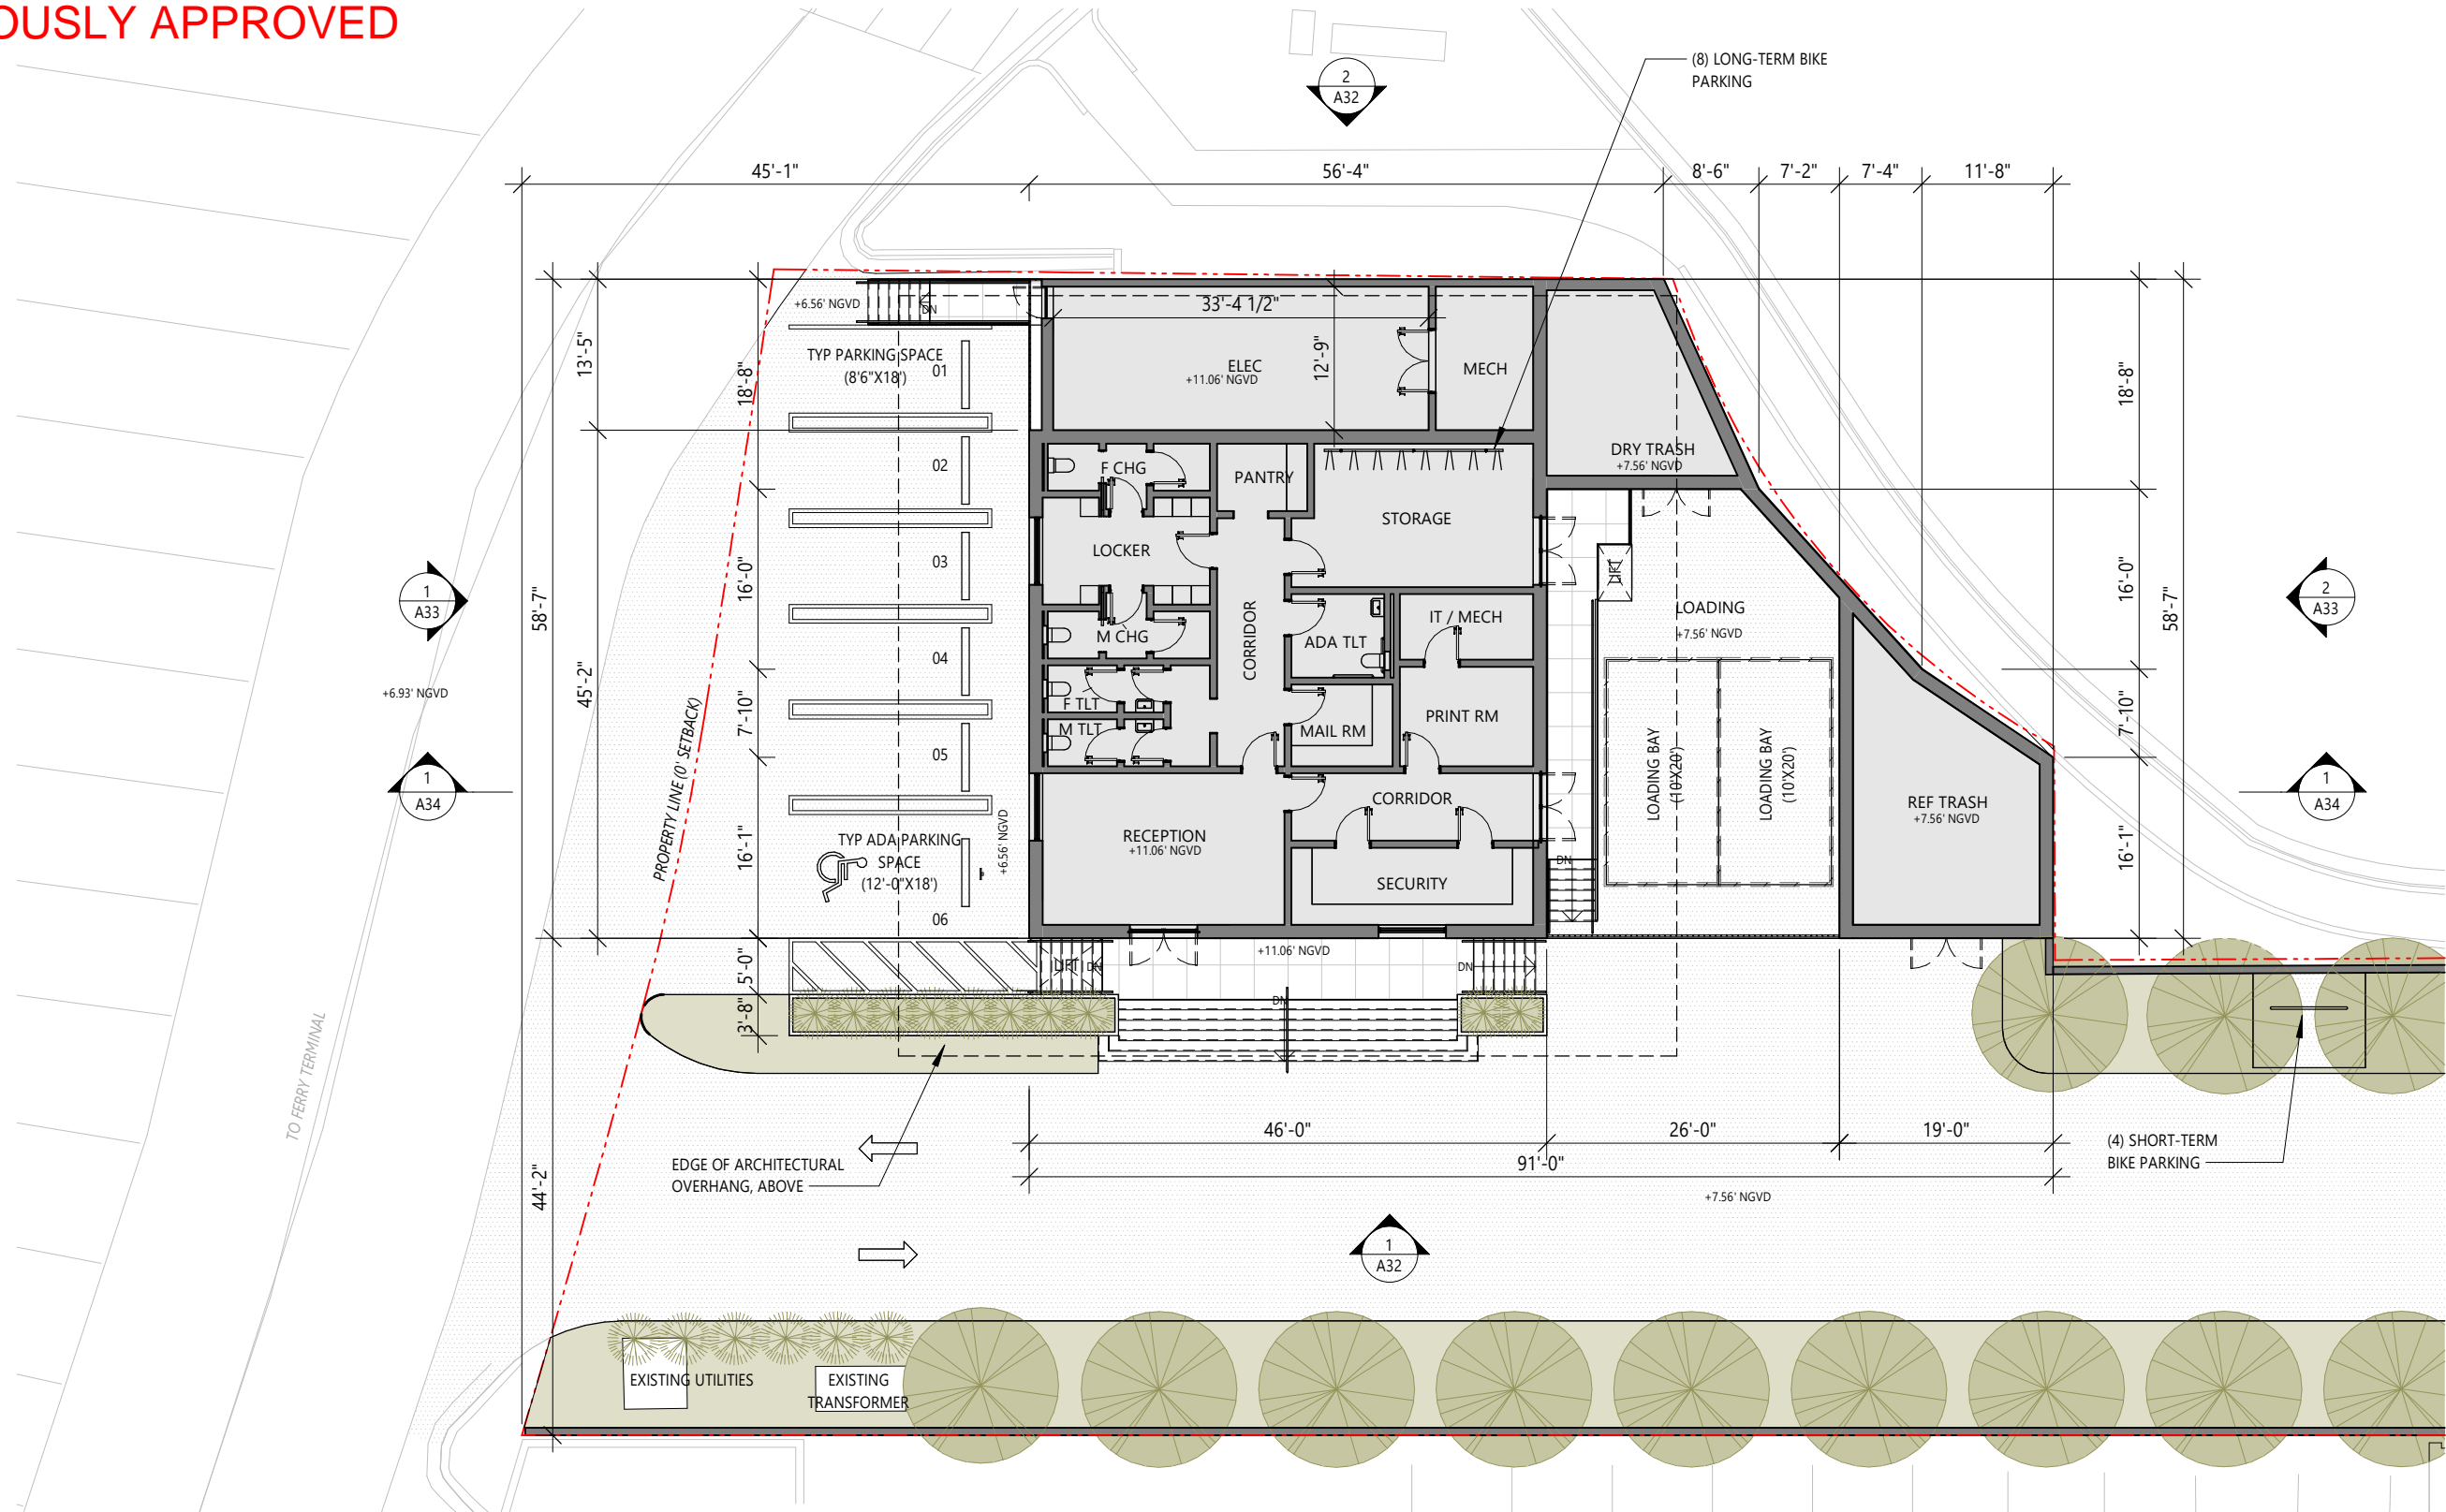 OUSLY APPROVED
(8) LONG-TERM BIKE
PARKING
2
A32
45'-1"
56'-4"
8'-6"
7'-2"
7'-4"
11'-8"
+6.56' NGVD
DN
33'-4 1/2"
13'-5"
18'-8"
TYP PARKING SPACE
(8'6"X18')
01
ELEC
+11.06' NGVD
12'-9"
MECH
18'-8"
DRY TRASH
+7.56' NGVD
02
F CHG
PANTRY
STORAGE
LOCKER
03
16'-0"
LIFT
16'-0"
1
A33
58'-7"
45'-2"
CORRIDOR
M CHG
ADA TLT
IT / MECH
LOADING
+7.56' NGVD
58'-7"
2
A33
04
+6.93' NGVD
PROPERTY LINE (0' SETBACK)
7'-10"
F TLT
M TLT
MAIL RM
PRINT RM
7'-10"
05
LOADING BAY
(10'X20')
LOADING BAY
(10'X20')
1
A34
CORRIDOR
REF TRASH
+7.56' NGVD
1
A34
16'-1"
TYP ADA PARKING
SPACE
(12'-0"X18')
+6.56' NGVD
RECEPTION
+11.06' NGVD
SECURITY
DN
16'-1"
06
5'-0"
LIFT
DN
+11.06' NGVD
DN
3'-8"
DN
TO FERRY TERMINAL
46'-0"
26'-0"
19'-0"
91'-0"
EDGE OF ARCHITECTURAL
OVERHANG, ABOVE
(4) SHORT-TERM
BIKE PARKING
44'-2"
+7.56' NGVD
1
A32
EXISTING UTILITIES
EXISTING
TRANSFORMER